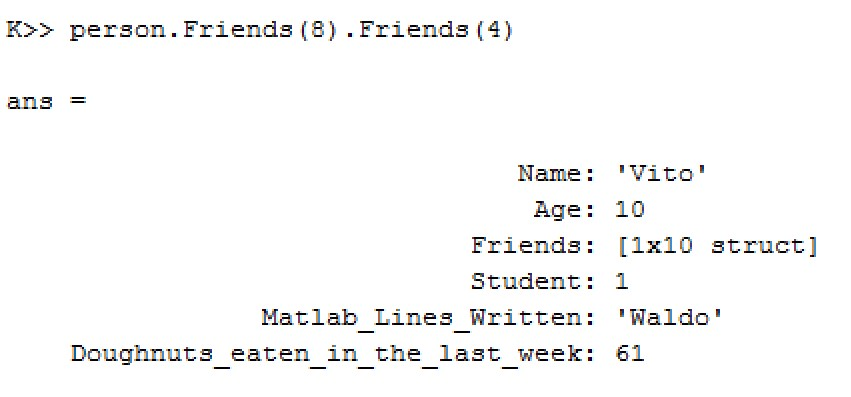 K>> person.Friends(8).Friends(4)
ans =
Name: 'Vito'
Age: 10
Friends: [1x10 struct]
Student: 1
Matlab_Lines_Written: 'Waldo'
Doughnuts_eaten_in_the_last_week: 61